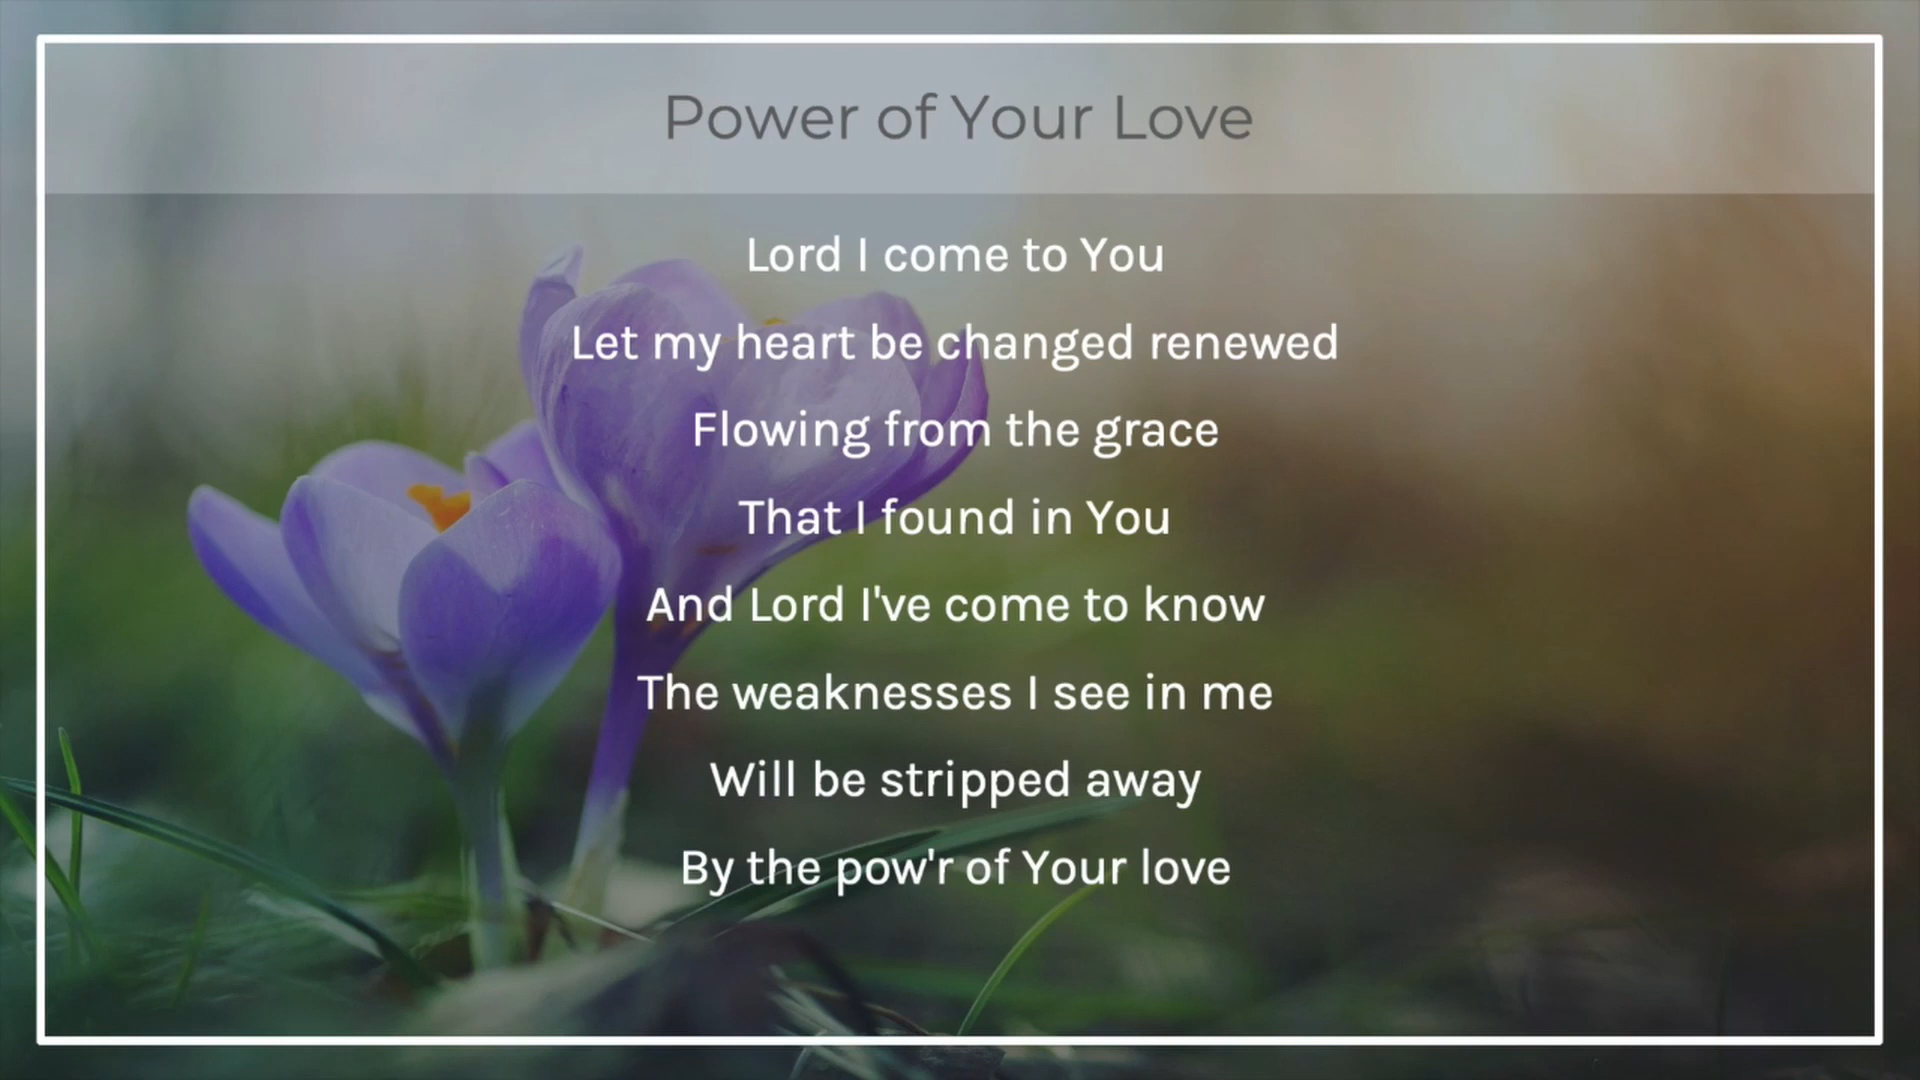 Power of Your Love
Lord I come to You
Let my heart be changed renewed
Flowing from the grace
That I found in You
And Lord I've come to know
The weaknesses I see in me
Will be stripped away
By the pow'r of Your love